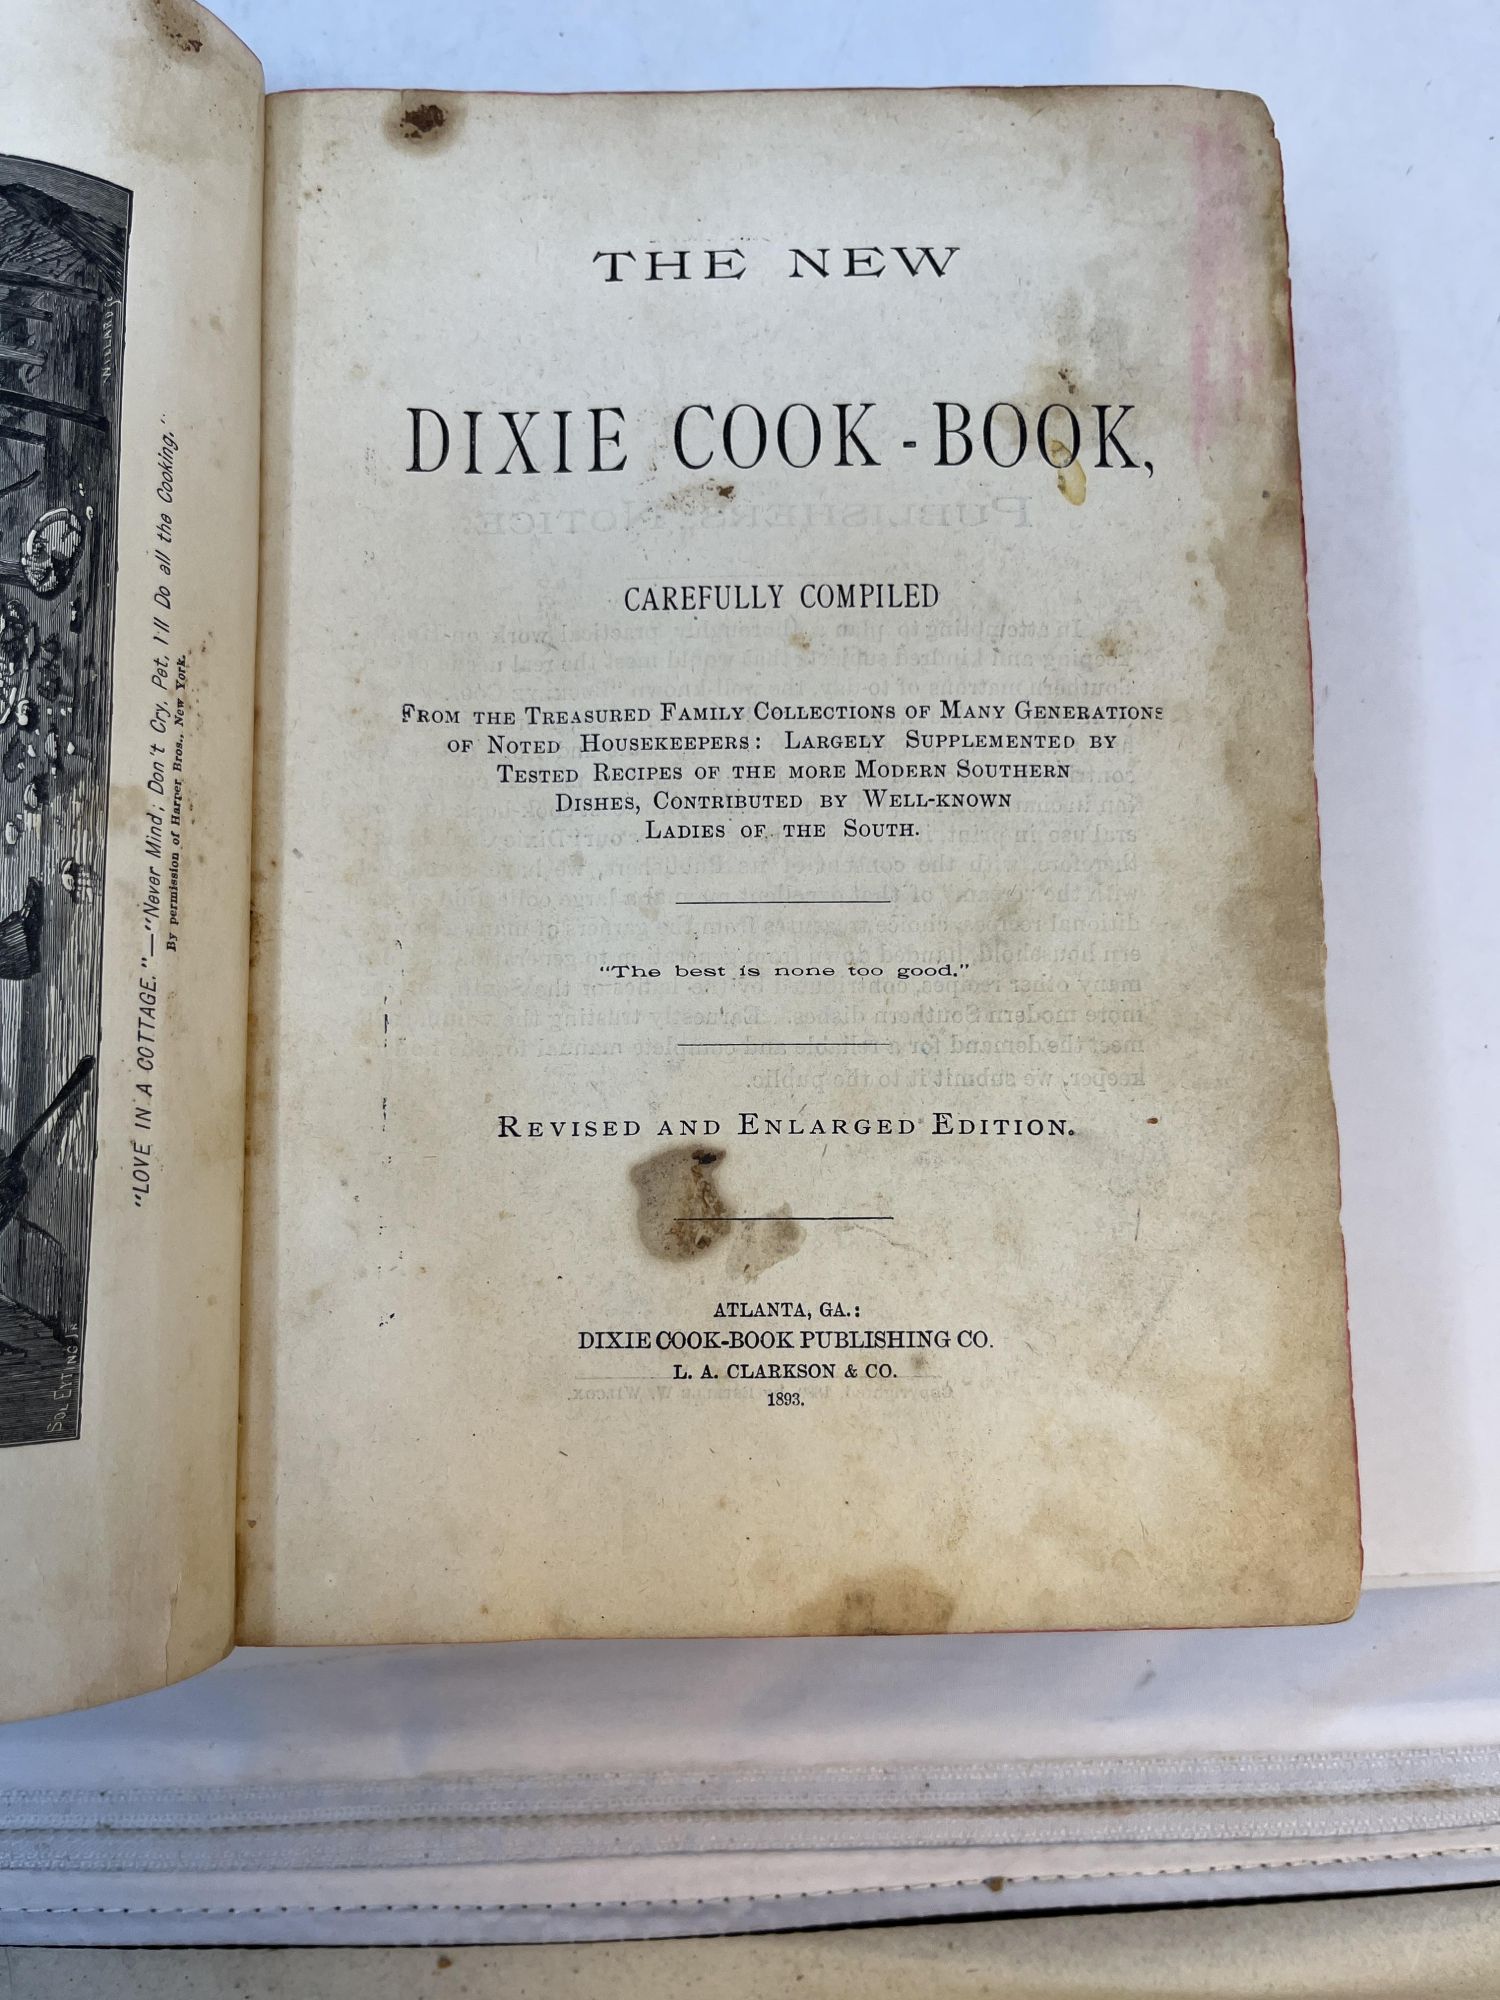 WILLARD S
"LOVE IN A COTTAGE."—"Never Mind; Don't Cry, Pet, I'll Do all the Cooking."
By permission of Harper Bros., New York.
SOL EYTINGJR
THE NEW
DIXIE COOK-BOOK,
PUBLISHERS' NOTICE.
CAREFULLY COMPILED
FROM THE TREASURED FAMILY COLLECTIONS OF MANY GENERATIONS
OF NOTED HOUSEKEEPERS: LARGELY SUPPLEMENTED BY
TESTED RECIPES OF THE MORE MODERN SOUTHERN
DISHES, CONTRIBUTED BY WELL-KNOWN
LADIES OF THE SOUTH.
"The best is none too good."
REVISED AND ENLARGED EDITION.
ATLANTA, GA.:
DIXIE COOK-BOOK PUBLISHING CO.
L. A. CLARKSON & CO.
1893.